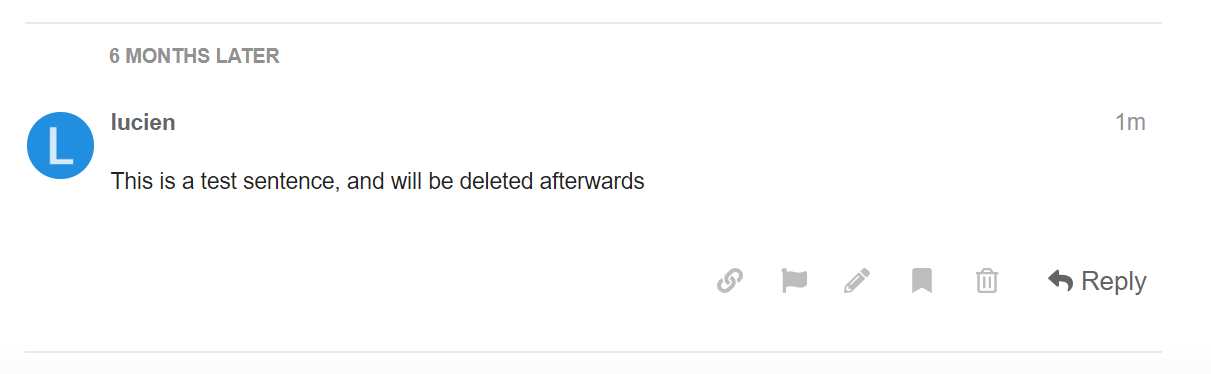 6 MONTHS LATER
L
lucien
1m
This is a test sentence, and will be deleted afterwards
Reply